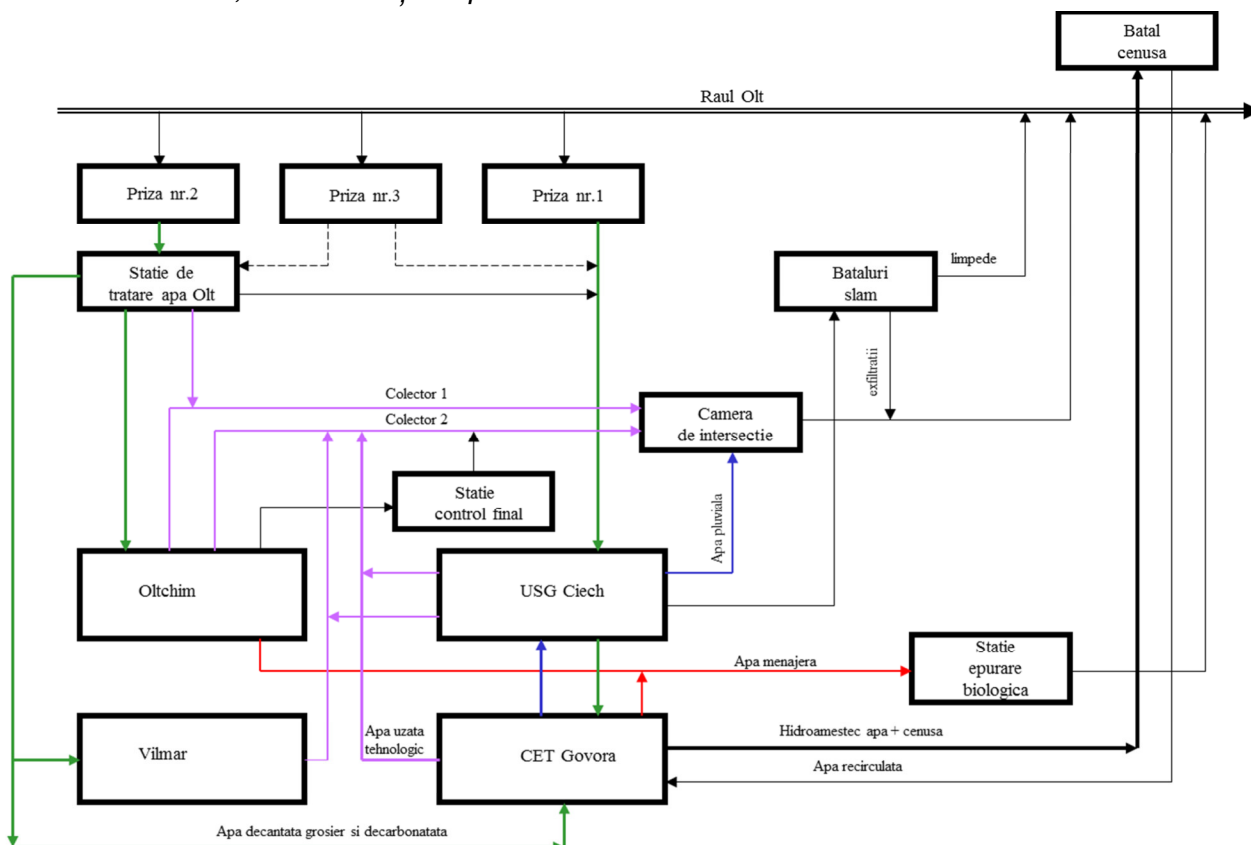 Batal
cenusa
Raul Olt
Priza nr.2
Priza nr.3
Priza nr.1
Statie de
tratare apa Olt
Bataluri
slam
limpede
exfiltratii
Colector 1
Colector 2
Camera
de intersectie
Statie
control final
Apa pluviala
Oltchim
USG Ciech
Apa menajera
Statie
epurare
biologica
Vilmar
Apa uzata
tehnologic
CET Govora
Hidroamestec apa + cenusa
Apa recirculata
Apa decantata grosier si decarbonatata